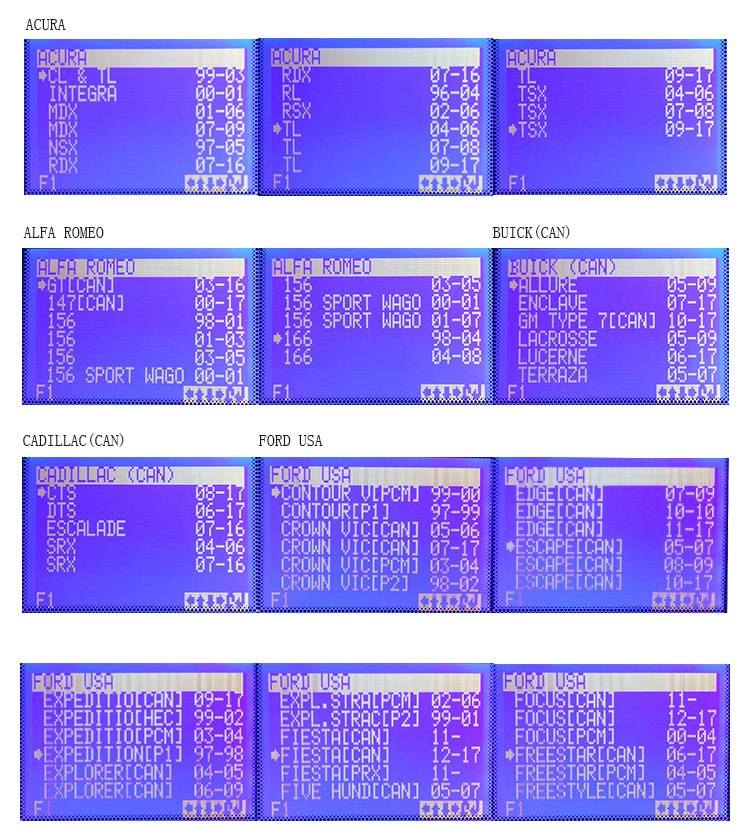 ACURA
ACURA
CL & TL 99-03
INTEGRA 00-01
MDX 01-06
MDX 07-09
NSX 97-05
RDX 07-16
F1
ACURA
RDX 07-16
RL 96-04
RSX 02-06
TL 04-06
TL 07-08
TL 09-17
F1
ACURA
TL 09-17
TSX 04-06
TSX 07-08
TSX 09-17
F1
ALFA ROMEO
ALFA ROMEO
GT[CAN] 03-16
147[CAN] 00-17
156 98-01
156 01-03
156 03-05
156 SPORT WAGO 00-01
F1
ALFA ROMEO
156 03-05
156 SPORT WAGO 00-01
156 SPORT WAGO 01-07
166 98-04
166 04-08
F1
BUICK(CAN)
BUICK (CAN)
ALLURE 05-09
ENCLAVE 07-17
GM TYPE 7[CAN] 10-17
LACROSSE 05-09
LUCERNE 06-17
TERRAZA 05-07
F1
CADILLAC(CAN)
CADILLAC (CAN)
CTS 08-17
DTS 06-17
ESCALADE 07-16
SRX 04-06
SRX 07-16
F1
FORD USA
FORD USA
CONTOUR V[PCM] 99-00
CONTOUR[P1] 97-99
CROWN VIC[CAN] 05-06
CROWN VIC[CAN] 07-17
CROWN VIC[PCM] 03-04
CROWN VIC[P2] 98-02
F1
FORD USA
EDGE[CAN] 07-09
EDGE[CAN] 10-10
EDGE[CAN] 11-17
ESCAPE[CAN] 05-07
ESCAPE[CAN] 08-09
ESCAPE[CAN] 10-17
F1
FORD USA
EXPEDITIO[CAN] 09-17
EXPEDITIO[HEC] 99-02
EXPEDITIO[PCM] 03-04
EXPEDITION[P1] 97-98
EXPLORER[CAN] 04-05
EXPLORER[CAN] 06-09
F1
FORD USA
EXPL.STRA[PCM] 02-06
EXPL.STRAC[P2] 99-01
FIESTA[CAN] 11-
FIESTA[CAN] 12-17
FIESTA[PRX] 11-
FIVE HUND[CAN] 05-07
F1
FORD USA
FOCUS[CAN] 11-
FOCUS[CAN] 12-17
FOCUS[PCM] 00-04
FREESTAR[CAN] 06-17
FREESTAR[PCM] 04-05
FREESTYLE[CAN] 05-07
F1